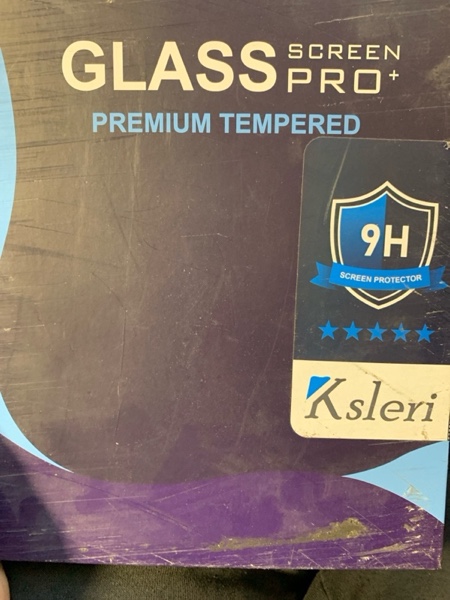 GLASS SCREEN PRO+
PREMIUM TEMPERED
9H
SCREEN PROTECTOR
Ksleri